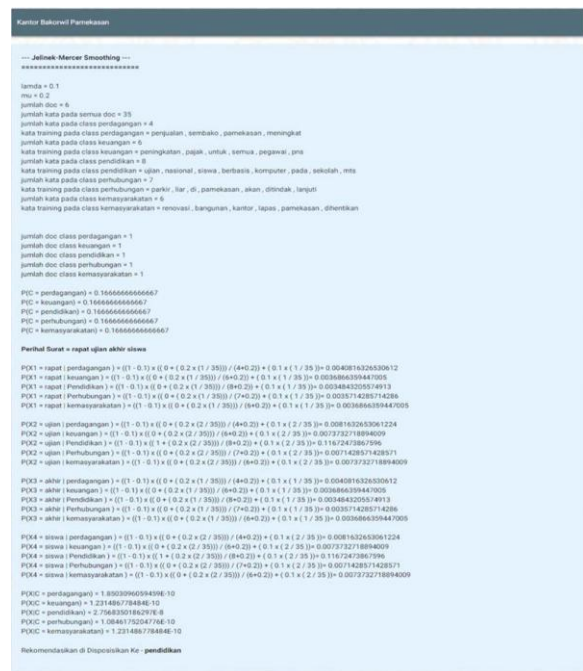 Kantor Bakorwil Pamekasan
--- Jelinek-Mercer Smoothing ---
============================
lamda = 0.1
mu = 0.2
jumlah doc = 6
jumlah kata pada semua doc = 35
jumlah kata pada class perdagangan = 4
kata training pada class perdagangan = penjualan , sembako , pamekasan , meningkat
jumlah kata pada class keuangan = 6
kata training pada class keuangan = peningkatan , pajak , untuk , semua , pegawai , pns
jumlah kata pada class pendidikan = 8
kata training pada class pendidikan = ujian , nasional , siswa , berbasis , komputer , pada , sekolah , mts
jumlah kata pada class perhubungan = 7
kata training pada class perhubungan = parkir , liar , di , pamekasan , akan , ditindak , lanjuti
jumlah kata pada class kemasyarakatan = 6
kata training pada class kemasyarakatan = renovasi , bangunan , kantor , lapas , pamekasan , dihentikan
jumlah doc class perdagangan = 1
jumlah doc class keuangan = 1
jumlah doc class pendidikan = 1
jumlah doc class perhubungan = 1
jumlah doc class kemasyarakatan = 1
P(C = perdagangan) = 0.16666666666667
P(C = keuangan) = 0.16666666666667
P(C = pendidikan) = 0.16666666666667
P(C = perhubungan) = 0.16666666666667
P(C = kemasyarakatan) = 0.16666666666667
Perihal Surat = rapat ujian akhir siswa
P(X1 = rapat | perdagangan ) = ((1 - 0.1) x (( 0 + ( 0.2 x (1 / 35))) / (4+0.2)) + ( 0.1 x ( 1 / 35 ))= 0.0040816326530612
P(X1 = rapat | keuangan ) = ((1 - 0.1) x (( 0 + ( 0.2 x (1 / 35))) / (6+0.2)) + ( 0.1 x ( 1 / 35 ))= 0.0036866359447005
P(X1 = rapat | Pendidikan ) = ((1 - 0.1) x (( 0 + ( 0.2 x (1 / 35))) / (8+0.2)) + ( 0.1 x ( 1 / 35 ))= 0.0034843205574913
P(X1 = rapat | Perhubungan ) = ((1 - 0.1) x (( 0 + ( 0.2 x (1 / 35))) / (7+0.2)) + ( 0.1 x ( 1 / 35 ))= 0.0035714285714286
P(X1 = rapat | kemasyarakatan ) = ((1 - 0.1) x (( 0 + ( 0.2 x (1 / 35))) / (6+0.2)) + ( 0.1 x ( 1 / 35 ))= 0.0036866359447005
P(X2 = ujian | perdagangan ) = ((1 - 0.1) x (( 0 + ( 0.2 x (2 / 35))) / (4+0.2)) + ( 0.1 x ( 2 / 35 ))= 0.0081632653061224
P(X2 = ujian | keuangan ) = ((1 - 0.1) x (( 0 + ( 0.2 x (2 / 35))) / (6+0.2)) + ( 0.1 x ( 2 / 35 ))= 0.0073732718894009
P(X2 = ujian | Pendidikan ) = ((1 - 0.1) x (( 1 + ( 0.2 x (2 / 35))) / (8+0.2)) + ( 0.1 x ( 2 / 35 ))= 0.11672473867596
P(X2 = ujian | Perhubungan ) = ((1 - 0.1) x (( 0 + ( 0.2 x (2 / 35))) / (7+0.2)) + ( 0.1 x ( 2 / 35 ))= 0.0071428578571
P(X2 = ujian | kemasyarakatan ) = ((1 - 0.1) x (( 0 + ( 0.2 x (2 / 35))) / (6+0.2)) + ( 0.1 x ( 2 / 35 ))= 0.0073732718894009
P(X3 = akhir | perdagangan ) = ((1 - 0.1) x (( 0 + ( 0.2 x (1 / 35))) / (4+0.2)) + ( 0.1 x ( 1 / 35 ))= 0.0040816326530612
P(X3 = akhir | keuangan ) = ((1 - 0.1) x (( 0 + ( 0.2 x (1 / 35))) / (6+0.2)) + ( 0.1 x ( 1 / 35 ))= 0.0036866359447005
P(X3 = akhir | Pendidikan ) = ((1 - 0.1) x (( 0 + ( 0.2 x (1 / 35))) / (8+0.2)) + ( 0.1 x ( 1 / 35 ))= 0.0034843205574913
P(X3 = akhir | Perhubungan ) = ((1 - 0.1) x (( 0 + ( 0.2 x (1 / 35))) / (7+0.2)) + ( 0.1 x ( 1 / 35 ))= 0.0035714285714286
P(X3 = akhir | kemasyarakatan ) = ((1 - 0.1) x (( 0 + ( 0.2 x (1 / 35))) / (6+0.2)) + ( 0.1 x ( 1 / 35 ))= 0.0036866359447005
P(X4 = siswa | perdagangan ) = ((1 - 0.1) x (( 0 + ( 0.2 x (2 / 35))) / (4+0.2)) + ( 0.1 x ( 2 / 35 ))= 0.0081632653061224
P(X4 = siswa | keuangan ) = ((1 - 0.1) x (( 0 + ( 0.2 x (2 / 35))) / (6+0.2)) + ( 0.1 x ( 2 / 35 ))= 0.0073732718894009
P(X4 = siswa | Pendidikan ) = ((1 - 0.1) x (( 1 + ( 0.2 x (2 / 35))) / (8+0.2)) + ( 0.1 x ( 2 / 35 ))= 0.11672473867596
P(X4 = siswa | Perhubungan ) = ((1 - 0.1) x (( 0 + ( 0.2 x (2 / 35))) / (7+0.2)) + ( 0.1 x ( 2 / 35 ))= 0.0071428571428571
P(X4 = siswa | kemasyarakatan ) = ((1 - 0.1) x (( 0 + ( 0.2 x (2 / 35))) / (6+0.2)) + ( 0.1 x ( 2 / 35 ))= 0.0073732718894009
P(X|C = perdagangan) = 1.8503096059459E-10
P(X|C = keuangan) = 1.231486778484E-10
P(X|C = pendidikan) = 2.7568350186297E-8
P(X|C = perhubungan) = 1.0846175204776E-10
P(X|C = kemasyarakatan) = 1.231486778484E-10
Rekomendasikan di Disposisikan Ke - pendidikan